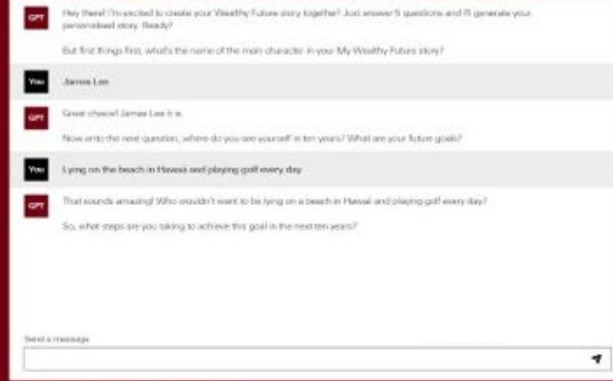 GPT
Hey there! I'm excited to create your Wealthy Future story together! Just answer 5 questions and I'll generate your
personalised story. Ready?
But first things first, what's the name of the main character in your My Wealthy Future story?
You
James Lee
GPT
Great choice! James Lee it is.
Now onto the next question, where do you see yourself in ten years? What are your future goals?
You
Lying on the beach in Hawaii and playing golf every day
GPT
That sounds amazing! Who wouldn't want to be lying on a beach in Hawaii and playing golf every day?
So, what steps are you taking to achieve this goal in the next ten years?
Send a message